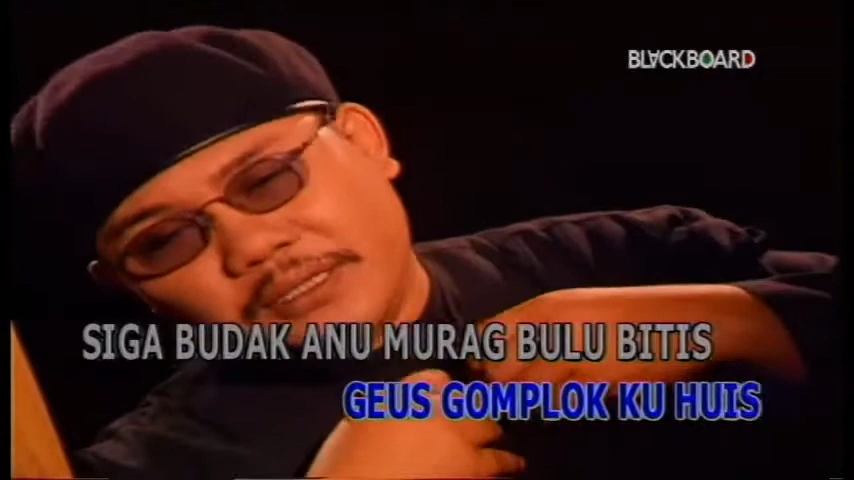 BLACKBOARD
SIGA BUDAK ANU MURAG BULU BITIS
GEUS GOMPLOK KU HUIS